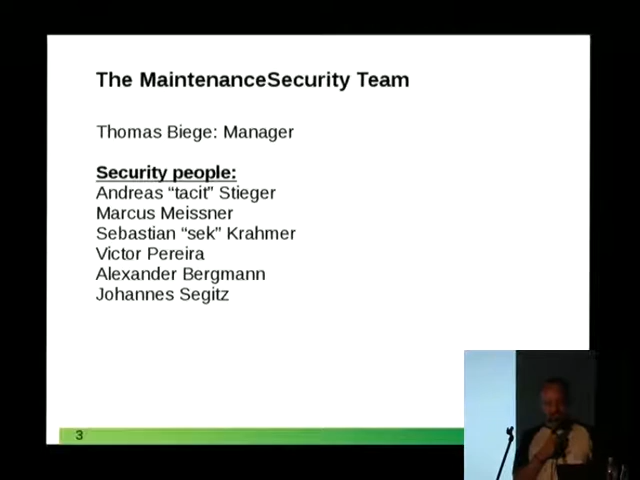 The MaintenanceSecurity Team
Thomas Biege: Manager
Security people:
Andreas “tacit” Stieger
Marcus Meissner
Sebastian “sek” Krahmer
Victor Pereira
Alexander Bergmann
Johannes Segitz
3